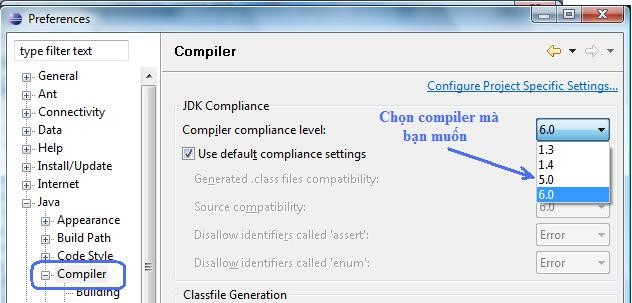 Preferences
type filter text
General
Ant
Connectivity
Data
Help
Install/Update
Internet
Java
Appearance
Build Path
Code Style
Compiler
Building
Compiler
Configure Project Specific Settings...
JDK Compliance
Chọn compiler mà
bạn muốn
Compiler compliance level:
6.0
1.3
1.4
5.0
6.0
Use default compliance settings
Generated .class files compatibility:
Source compatibility:
6.0
Disallow identifiers called 'assert':
Error
Disallow identifiers called 'enum':
Error
Classfile Generation